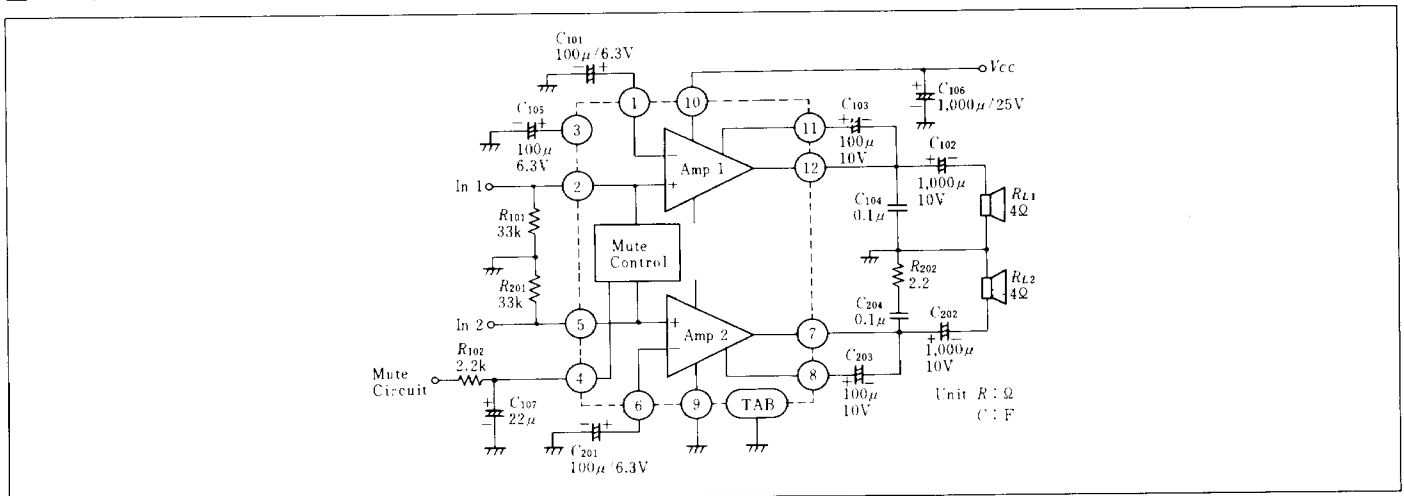 C101
100μ/6.3V
Vcc
C105
100μ
6.3V
1
10
3
C103
100μ
10V
11
C106
1,000μ/25V
Amp 1
12
C102
1,000μ
10V
In 1
2
R101
33k
C104
0.1μ
RL1
4Ω
Mute
Control
R201
33k
R202
2.2
RL2
4Ω
C204
0.1μ
In 2
5
Amp 2
7
C202
1,000μ
10V
Mute
Circuit
R102
2.2k
4
8
C203
100μ
10V
C107
22μ
6
9
TAB
Unit R : Ω
C : F
C201
100μ/6.3V